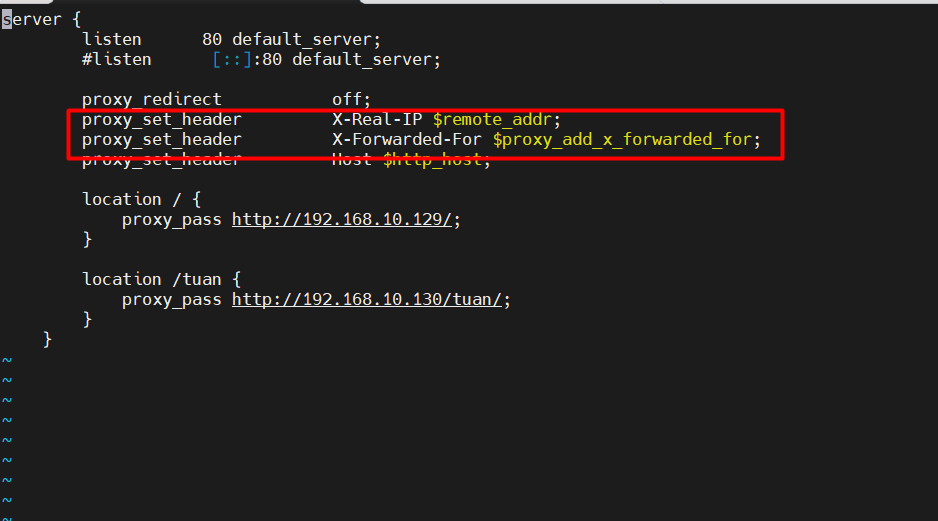 server {
listen 80 default_server;
#listen [::]:80 default_server;
proxy_redirect off;
proxy_set_header X-Real-IP $remote_addr;
proxy_set_header X-Forwarded-For $proxy_add_x_forwarded_for;
proxy_set_header Host $http_host;
location / {
proxy_pass http://192.168.10.129/;
}
location /tuan {
proxy_pass http://192.168.10.130/tuan/;
}
}
~
~
~
~
~
~
~
~
~